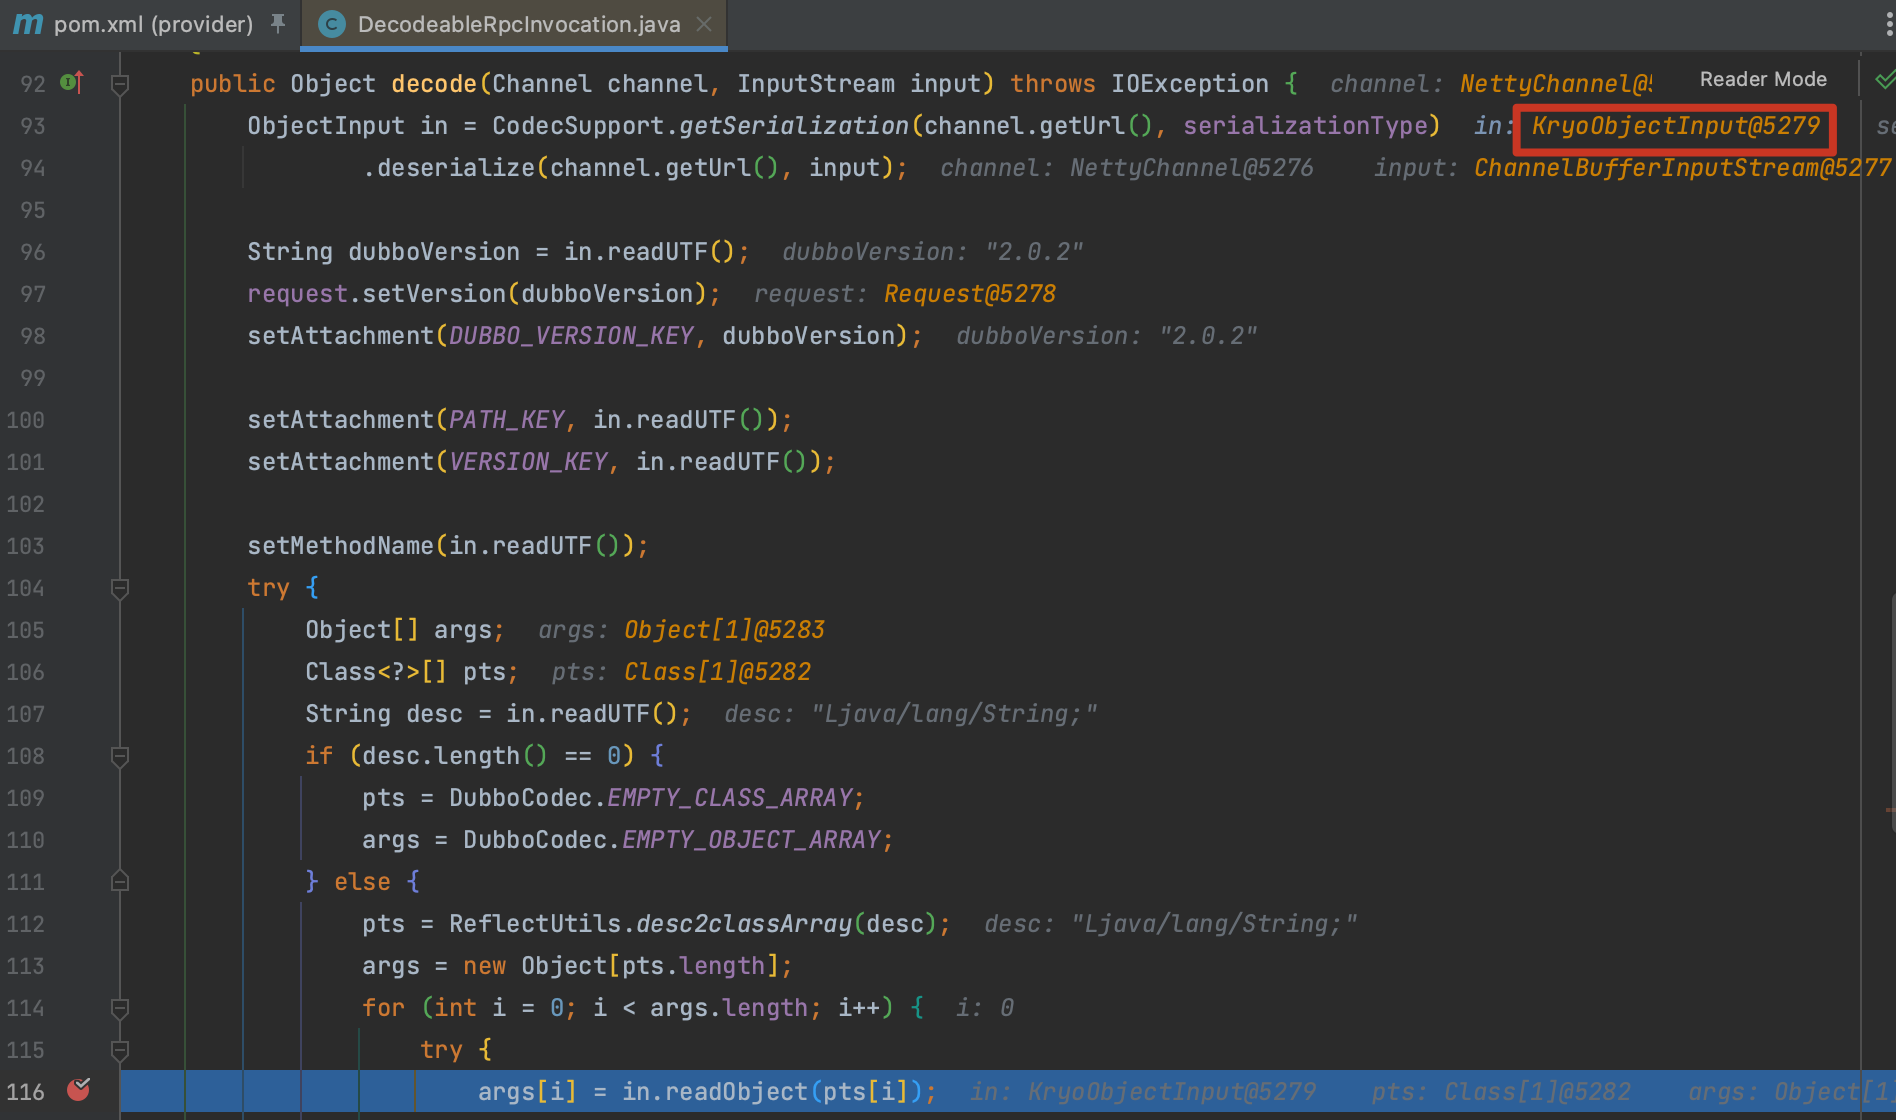 m pom.xml (provider) C DecodeableRpcInvocation.java
92 public Object decode(Channel channel, InputStream input) throws IOException { channel: NettyChannel@5 Reader Mode
93 ObjectInput in = CodecSupport.getSerialization(channel.getUrl(), serializationType) in: KryoObjectInput@5279 se
94 .deserialize(channel.getUrl(), input); channel: NettyChannel@5276 input: ChannelBufferInputStream@5277
95
96 String dubboVersion = in.readUTF(); dubboVersion: "2.0.2"
97 request.setVersion(dubboVersion); request: Request@5278
98 setAttachment(DUBBO_VERSION_KEY, dubboVersion); dubboVersion: "2.0.2"
99
100 setAttachment(PATH_KEY, in.readUTF());
101 setAttachment(VERSION_KEY, in.readUTF());
102
103 setMethodName(in.readUTF());
104 try {
105 Object[] args; args: Object[1]@5283
106 Class<?>[] pts; pts: Class[1]@5282
107 String desc = in.readUTF(); desc: "Ljava/lang/String;"
108 if (desc.length() == 0) {
109 pts = DubboCodec.EMPTY_CLASS_ARRAY;
110 args = DubboCodec.EMPTY_OBJECT_ARRAY;
111 } else {
112 pts = ReflectUtils.desc2classArray(desc); desc: "Ljava/lang/String;"
113 args = new Object[pts.length];
114 for (int i = 0; i < args.length; i++) { i: 0
115 try {
116 args[i] = in.readObject(pts[i]); in: KryoObjectInput@5279 pts: Class[1]@5282 args: Object[1]